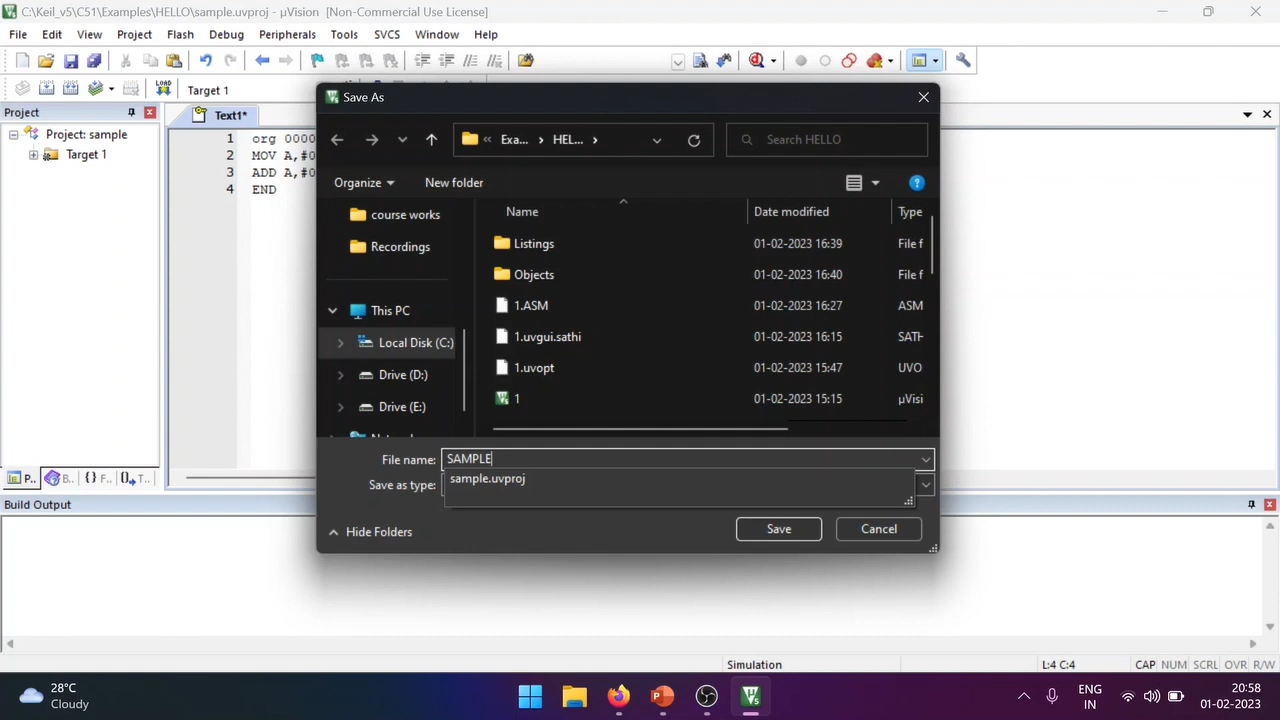 C:\Keil_v5\C51\Examples\HELLO\sample.uvproj - µVision [Non-Commercial Use License]
File Edit View Project Flash Debug Peripherals Tools SVCS Window Help
LOAD Target 1
Project
Project: sample
Target 1
Text1*
1 org 0000
2 MOV A,#0
3 ADD A,#0
4 END
Save As
Exa... HEL...
Search HELLO
Organize New folder
course works
Recordings
This PC
Local Disk (C:)
Drive (D:)
Drive (E:)
Name Date modified Type
Listings 01-02-2023 16:39 File f
Objects 01-02-2023 16:40 File f
1.ASM 01-02-2023 16:27 ASM
1.uvgui.sathi 01-02-2023 16:15 SATH
1.uvopt 01-02-2023 15:47 UVO
1 01-02-2023 15:15 µVisi
File name: SAMPLE
sample.uvproj
Save as type:
Hide Folders
Save Cancel
P... B... {} F... T...
Build Output
Simulation L:4 C:4 CAP NUM SCRL OVR R/W
28°C
Cloudy
ENG
IN
20:58
01-02-2023